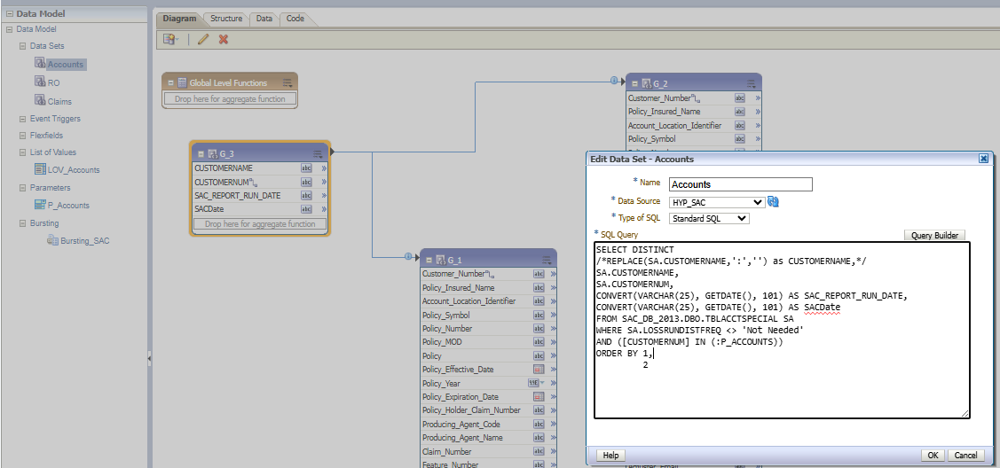 Data Model
Data Model
Data Sets
Accounts
RO
Claims
Event Triggers
Flexfields
List of Values
LOV_Accounts
Parameters
P_Accounts
Bursting
Bursting_SAC
Diagram
Structure
Data
Code
Global Level Functions
Drop here for aggregate function
G_3
CUSTOMERNAME
CUSTOMERNUM
SAC_REPORT_RUN_DATE
SACDate
Drop here for aggregate function
G_2
Customer_Number
Policy_Insured_Name
Account_Location_Identifier
Policy_Symbol
G_1
Customer_Number
Policy_Insured_Name
Account_Location_Identifier
Policy_Symbol
Policy_Number
Policy_MOD
Policy
Policy_Effective_Date
Policy_Year
Policy_Expiration_Date
Policy_Holder_Claim_Number
Producing_Agent_Code
Producing_Agent_Name
Claim_Number
Feature_Number
Edit Data Set - Accounts
* Name Accounts
* Data Source HYP_SAC
* Type of SQL Standard SQL
* SQL Query
Query Builder
SELECT DISTINCT
/*REPLACE(SA.CUSTOMERNAME,':','') as CUSTOMERNAME,*/
SA.CUSTOMERNAME,
SA.CUSTOMERNUM,
CONVERT(VARCHAR(25), GETDATE(), 101) AS SAC_REPORT_RUN_DATE,
CONVERT(VARCHAR(25), GETDATE(), 101) AS SACDate
FROM SAC_DB_2013.DBO.TBLACCTSPECIAL SA
WHERE SA.LOSSRUNDISTFREQ <> 'Not Needed'
AND ([CUSTOMERNUM] IN (:P_ACCOUNTS))
ORDER BY 1,
2
Help
OK
Cancel